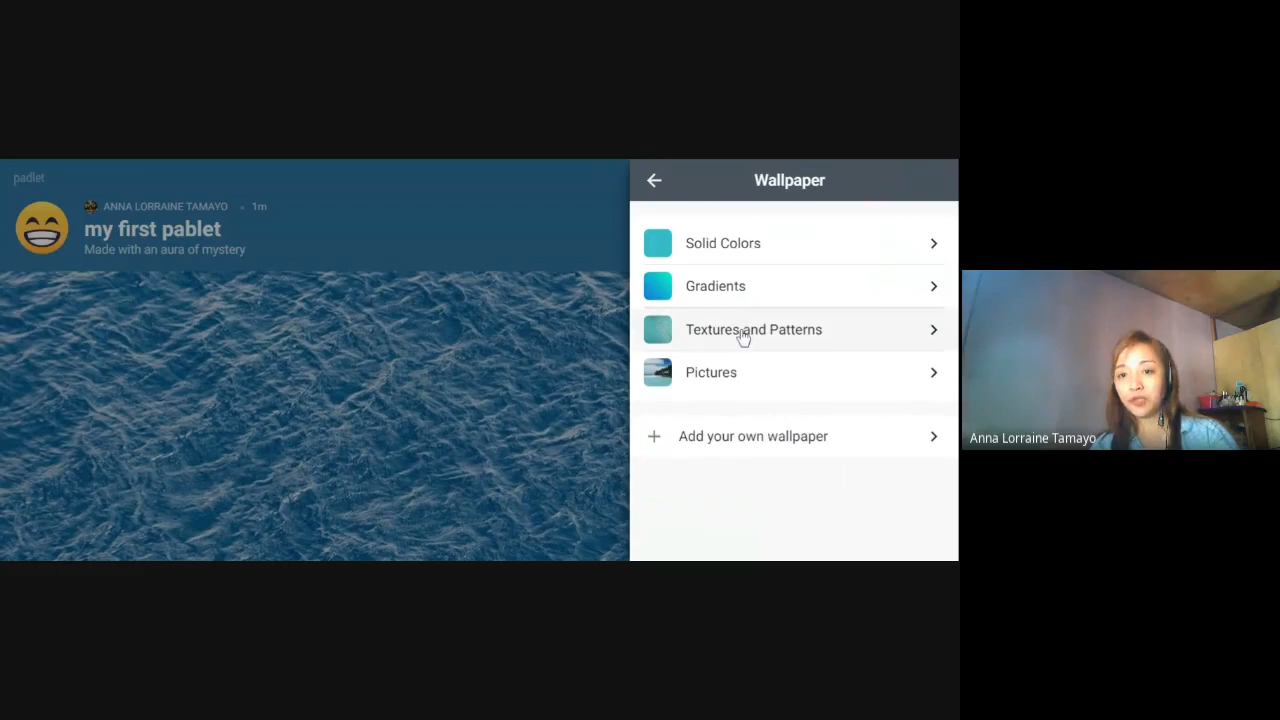 padlet
ANNA LORRAINE TAMAYO • 1m
my first pablet
Made with an aura of mystery
Wallpaper
Solid Colors
Gradients
Textures and Patterns
Pictures
Add your own wallpaper
Anna Lorraine Tamayo